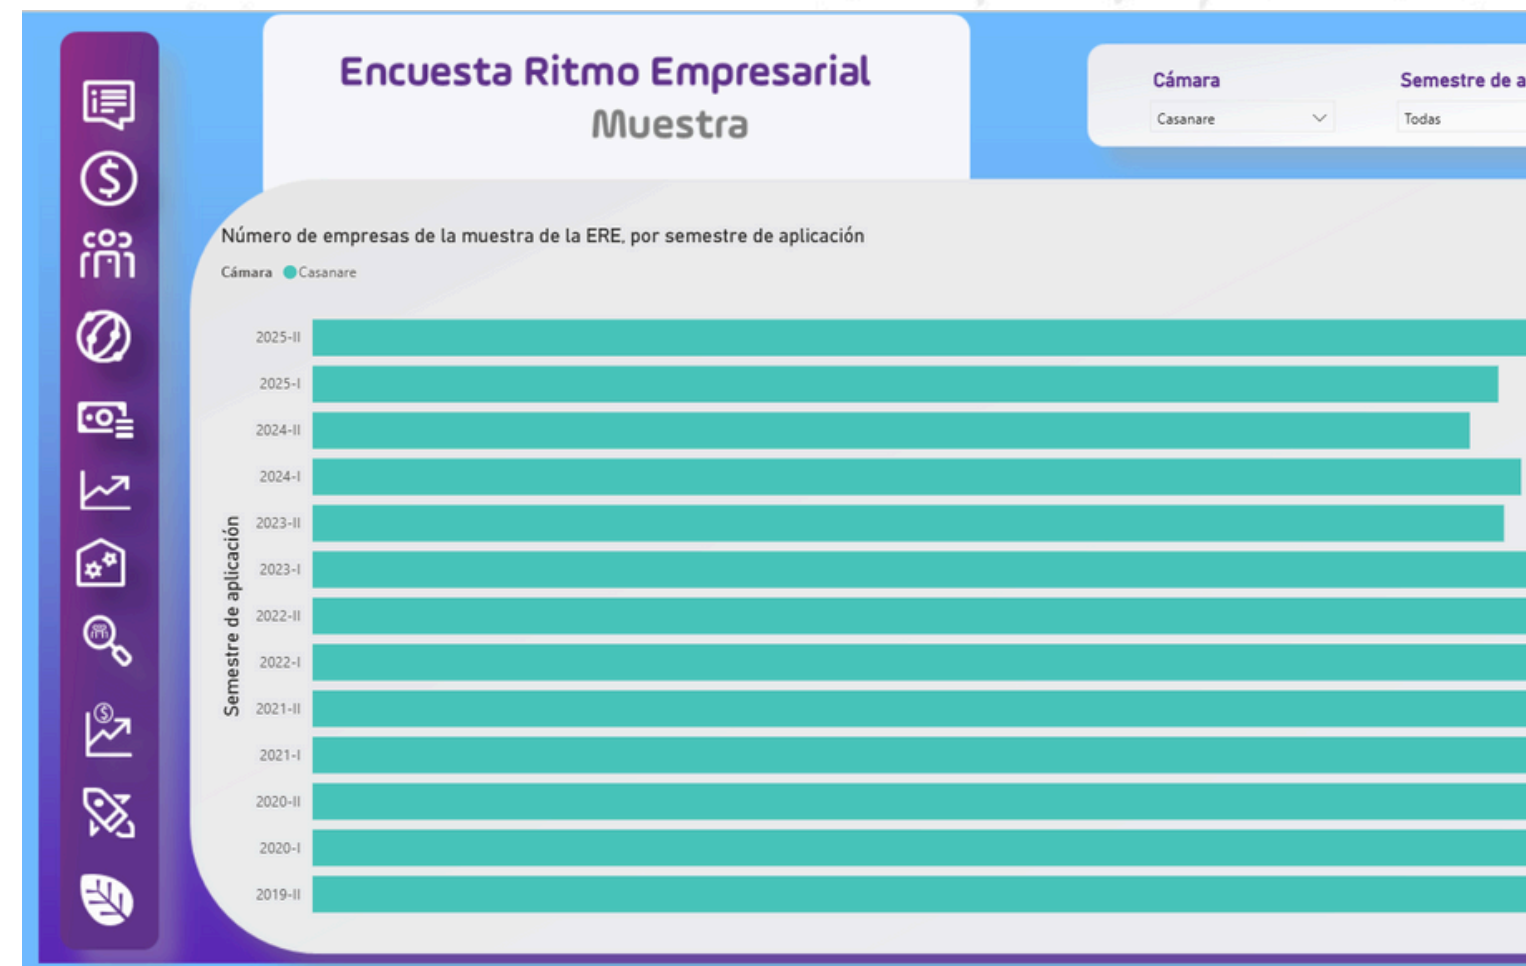 Encuesta Ritmo Empresarial
Muestra
Cámara
Semestre de a
Casanare
Todas
Número de empresas de la muestra de la ERE, por semestre de aplicación
Cámara Casanare
Semestre de aplicación
2025-II
2025-I
2024-II
2024-I
2023-II
2023-I
2022-II
2022-I
2021-II
2021-I
2020-II
2020-I
2019-II